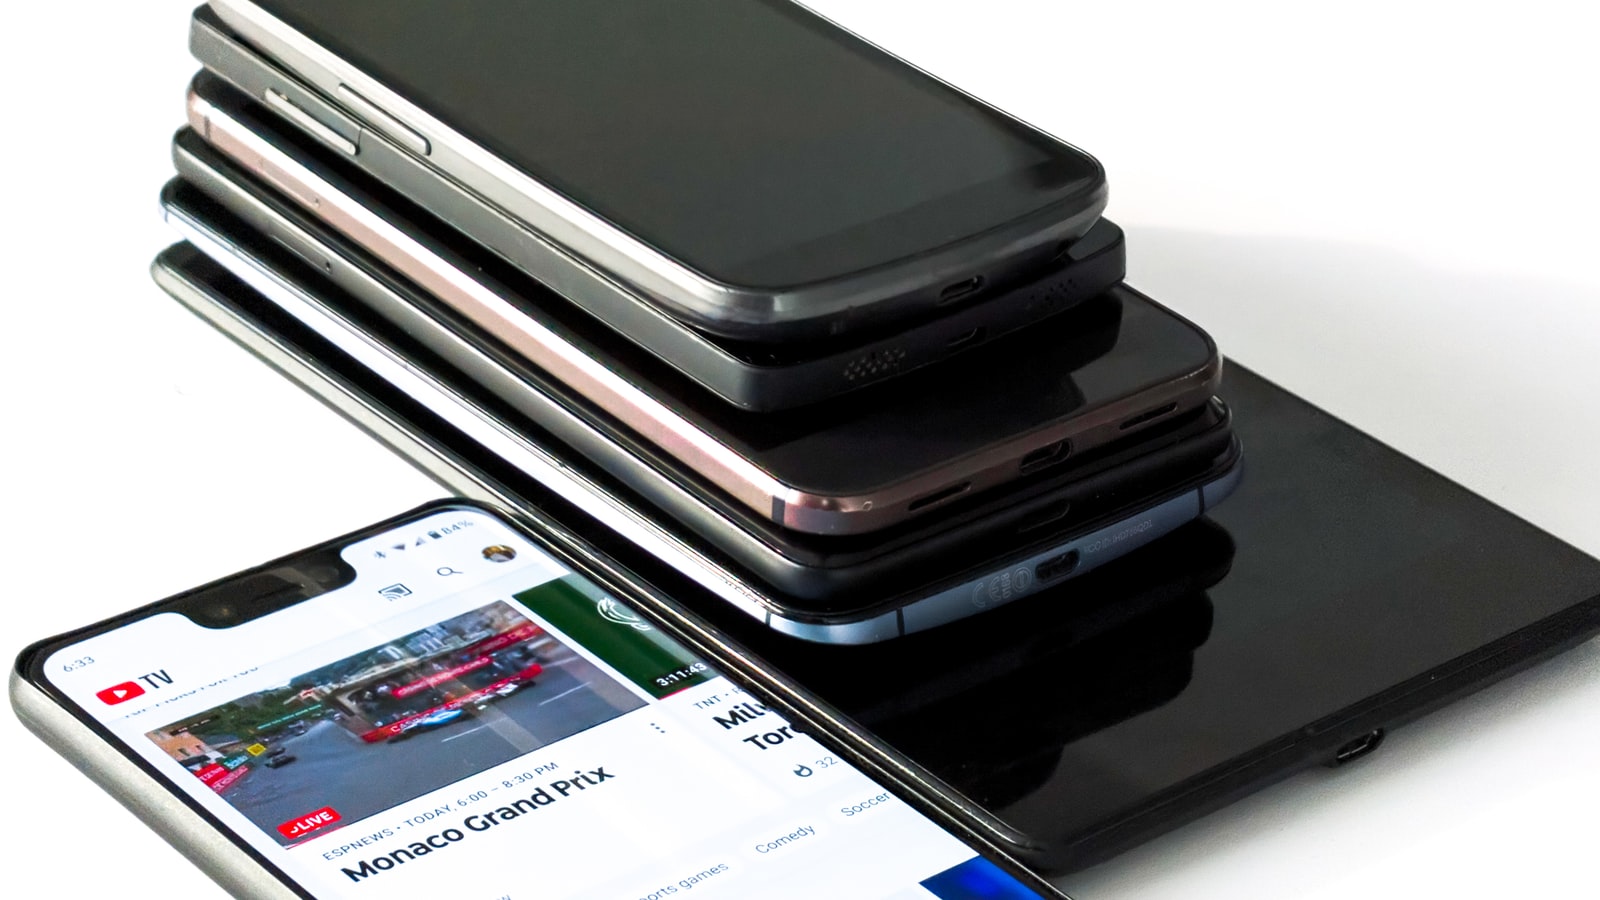 84%
6:33
TV
LIVE
ESPNEWS • TODAY, 6:00 – 8:30 PM
Monaco Grand Prix
3:11:43
TNT •
Mil
Tor
32
Comedy
Soccer
orts games